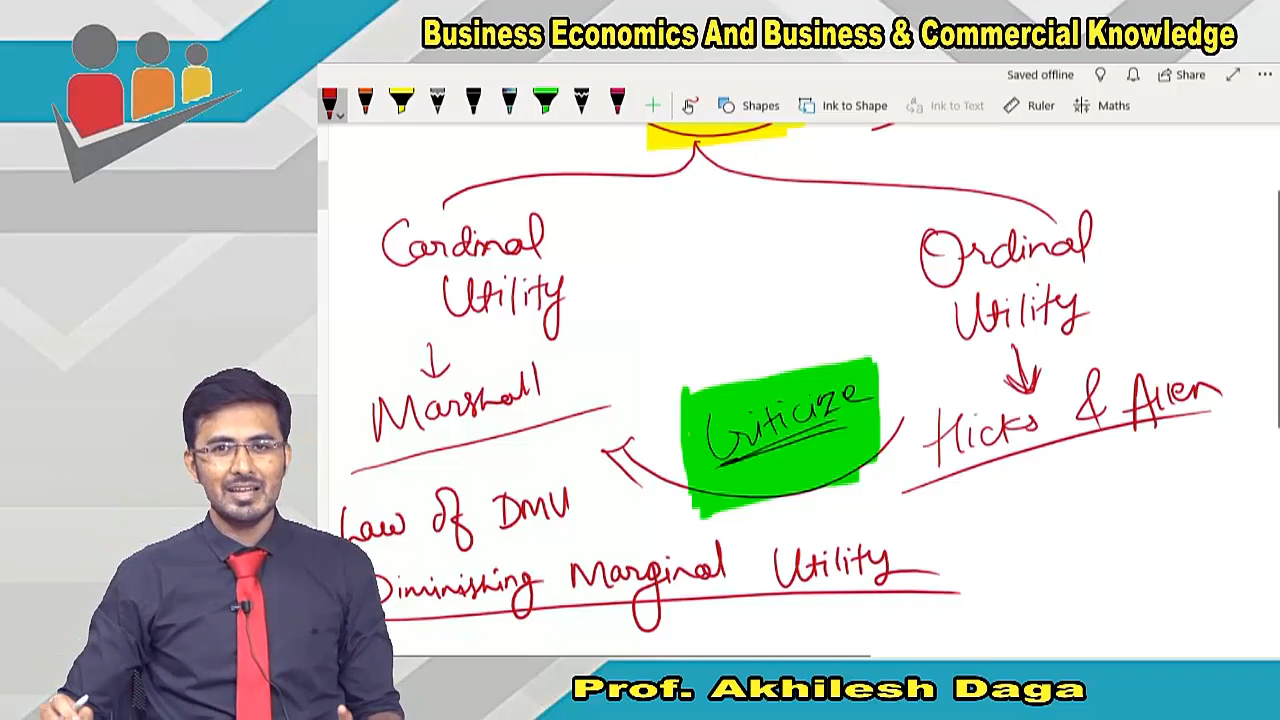 Business Economics And Business & Commercial Knowledge
Saved offline
Share
Shapes
Ink to Shape
Ink to Text
Ruler
Maths
Cardinal
Utility
Ordinal
Utility
Marshall
Criticize
Hicks & Allen
Law of DMU
Diminishing Marginal Utility
Prof. Akhilesh Daga